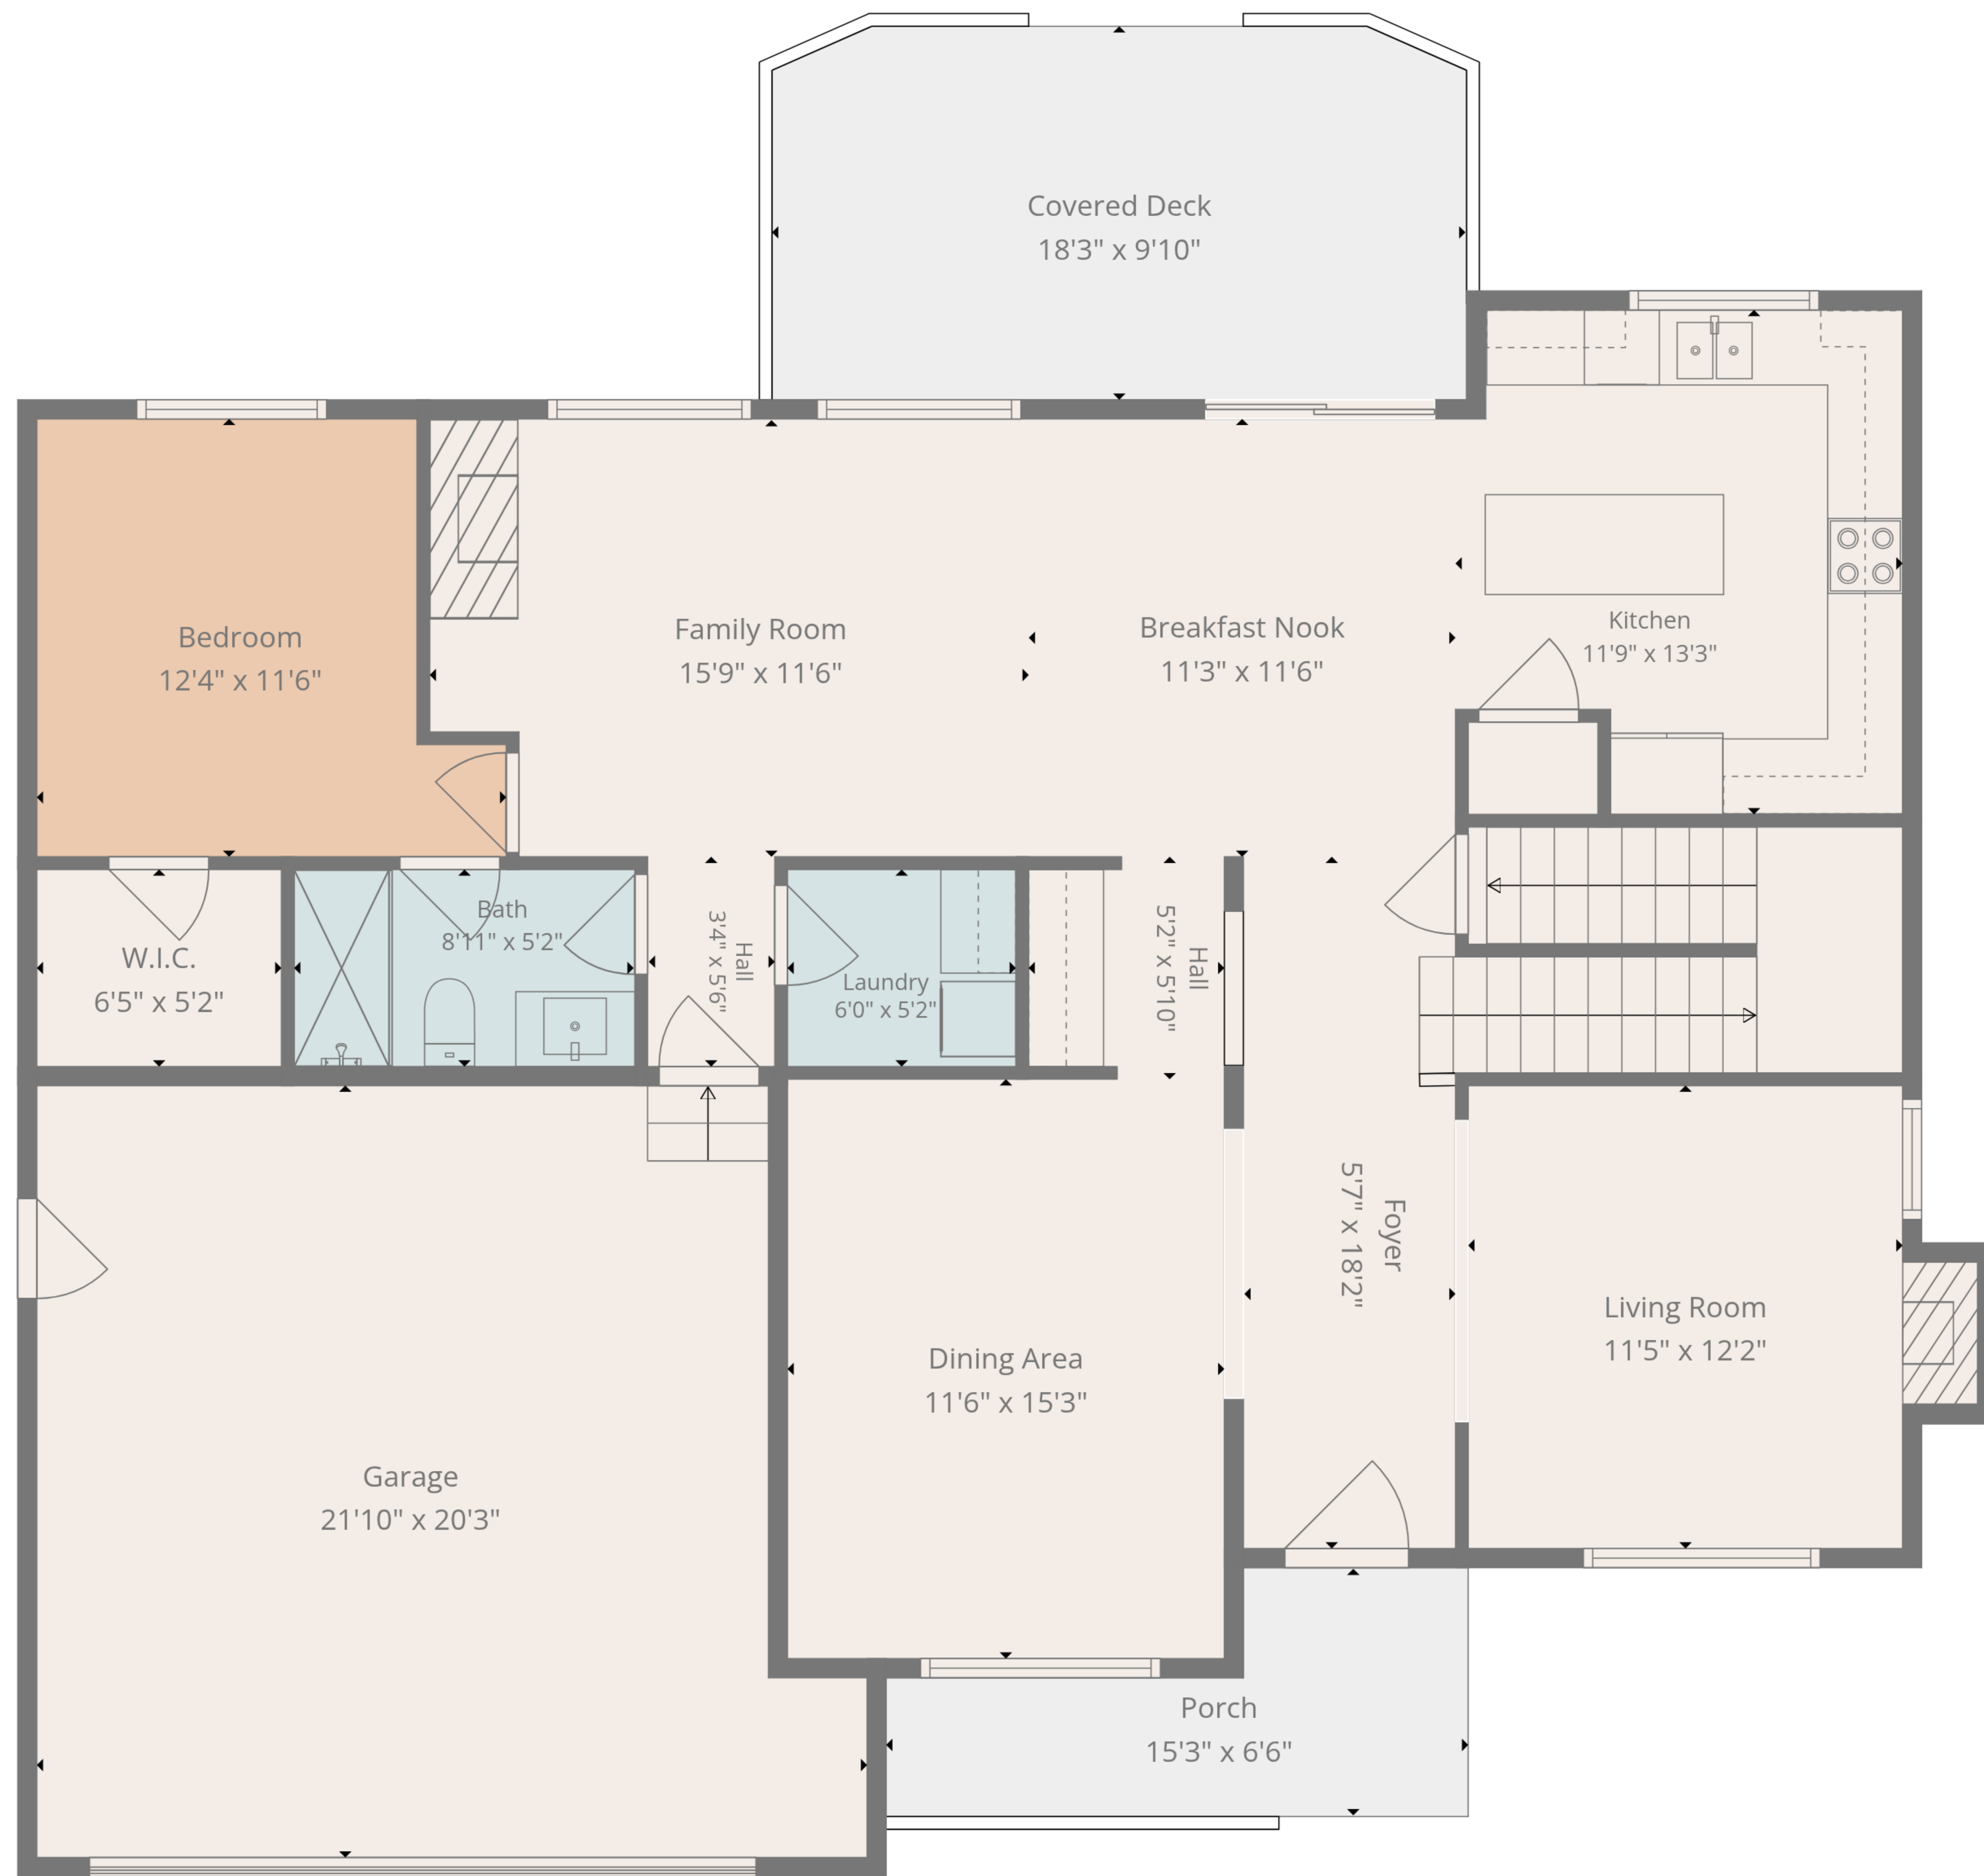 Covered Deck
18'3" x 9'10"
Bedroom
12'4" x 11'6"
Family Room
15'9" x 11'6"
Breakfast Nook
11'3" x 11'6"
Kitchen
11'9" x 13'3"
W.I.C.
6'5" x 5'2"
Bath
8'11" x 5'2"
Hall
3'4" x 5'6"
Laundry
6'0" x 5'2"
Hall
5'2" x 5'10"
Foyer
5'7" x 18'2"
Living Room
11'5" x 12'2"
Dining Area
11'6" x 15'3"
Garage
21'10" x 20'3"
Porch
15'3" x 6'6"